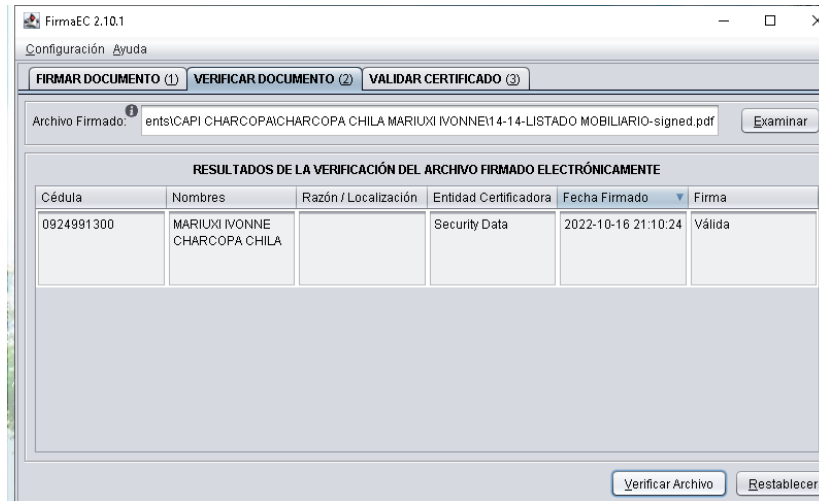 FirmaEC 2.10.1
Configuración Ayuda
FIRMAR DOCUMENTO (1) VERIFICAR DOCUMENTO (2) VALIDAR CERTIFICADO (3)
Archivo Firmado: ents\CAPI CHARCOPA\CHARCOPA CHILA MARIUXI IVONNE\14-14-LISTADO MOBILIARIO-signed.pdf Examinar
RESULTADOS DE LA VERIFICACIÓN DEL ARCHIVO FIRMADO ELECTRÓNICAMENTE
Cédula Nombres Razón / Localización Entidad Certificadora Fecha Firmado Firma
0924991300 MARIUXI IVONNE Security Data 2022-10-16 21:10:24 Válida
CHARCOPA CHILA
Verificar Archivo Restablecer